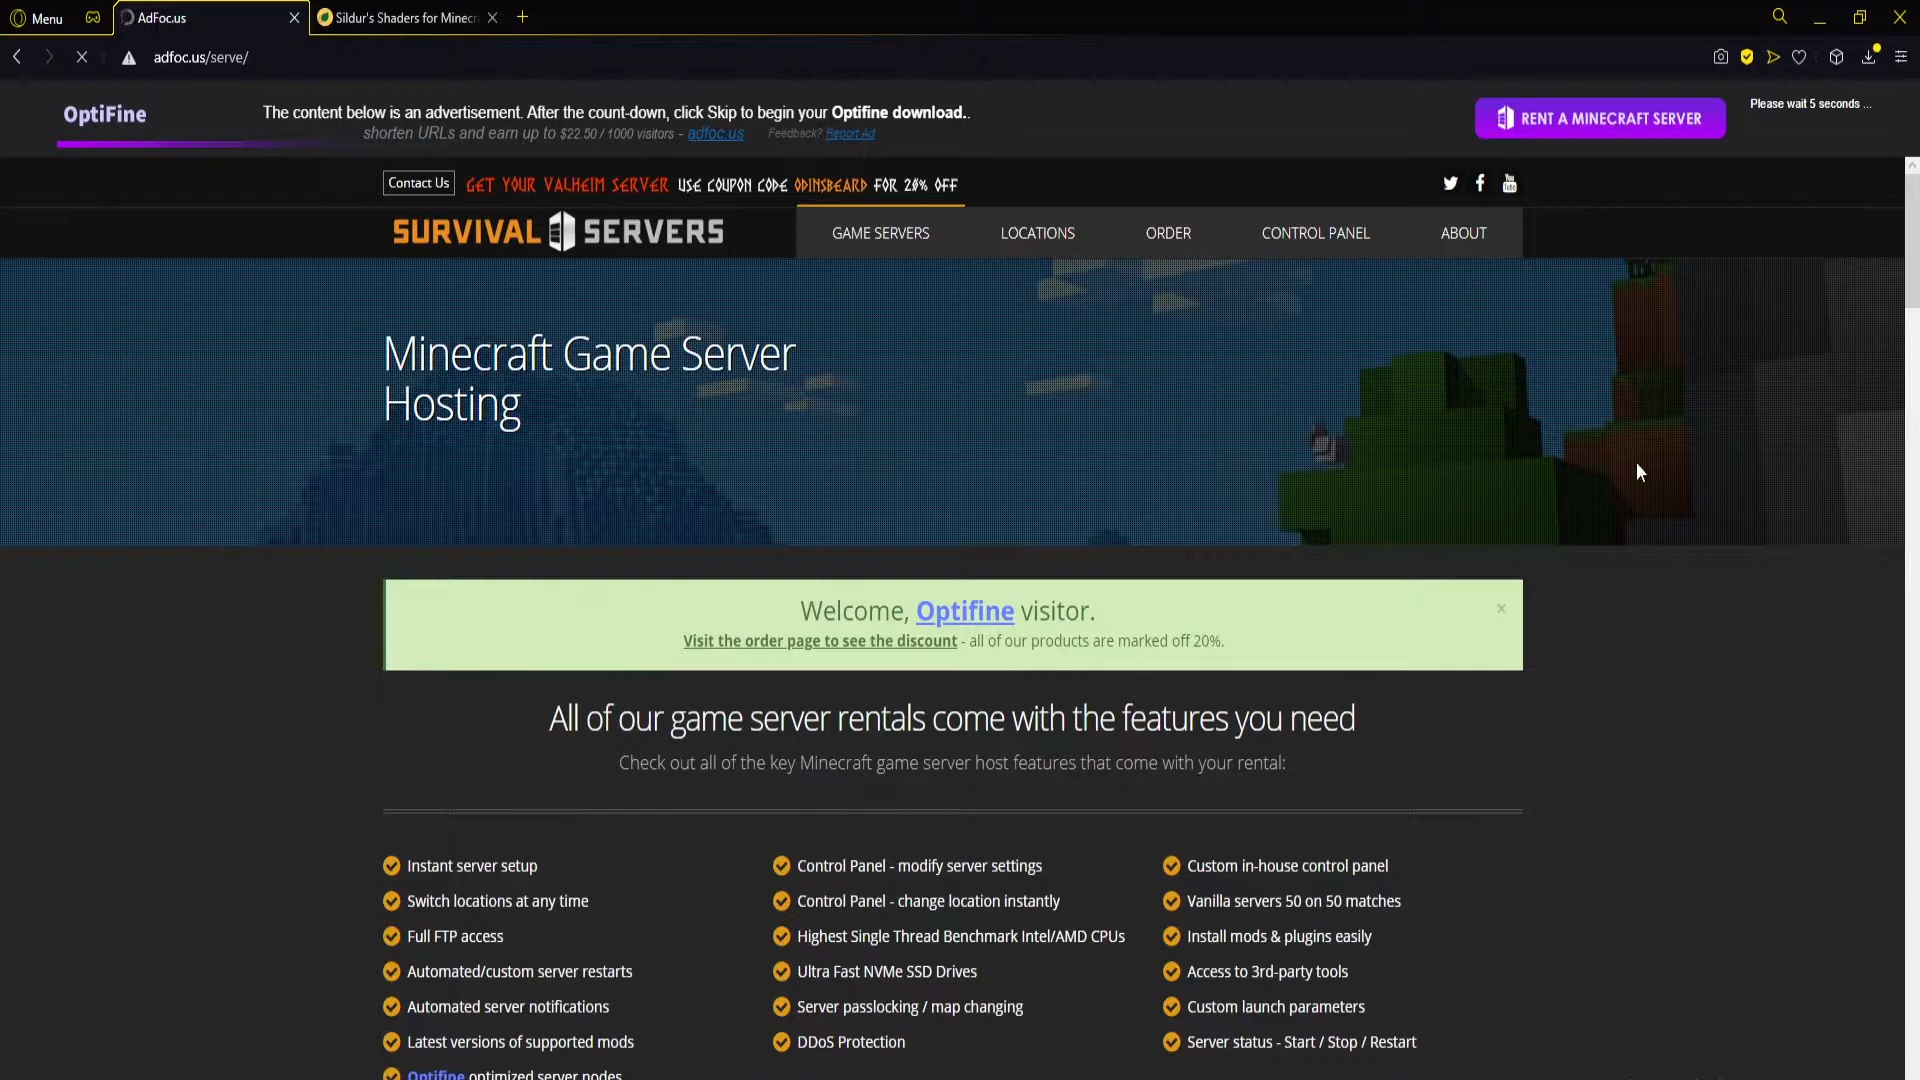 Menu
AdFoc.us
Sildur's Shaders for Minecr
adfoc.us/serve/
OptiFine
The content below is an advertisement. After the count-down, click Skip to begin your Optifine download..
shorten URLs and earn up to $22.50 / 1000 visitors - adfoc.us Feedback? Report Ad
RENT A MINECRAFT SERVER
Please wait 5 seconds ...
Contact Us
GET YOUR VALHEIM SERVER USE COUPON CODE ODINSBEARD FOR 20% OFF
You Tube
SURVIVAL SERVERS
GAME SERVERS
LOCATIONS
ORDER
CONTROL PANEL
ABOUT
Minecraft Game Server
Hosting
Welcome, Optifine visitor.
Visit the order page to see the discount - all of our products are marked off 20%.
All of our game server rentals come with the features you need
Check out all of the key Minecraft game server host features that come with your rental:
Instant server setup
Control Panel - modify server settings
Custom in-house control panel
Switch locations at any time
Control Panel - change location instantly
Vanilla servers 50 on 50 matches
Full FTP access
Highest Single Thread Benchmark Intel/AMD CPUs
Install mods & plugins easily
Automated/custom server restarts
Ultra Fast NVMe SSD Drives
Access to 3rd-party tools
Automated server notifications
Server passlocking / map changing
Custom launch parameters
Latest versions of supported mods
DDoS Protection
Server status - Start / Stop / Restart
Optifine optimized server nodes